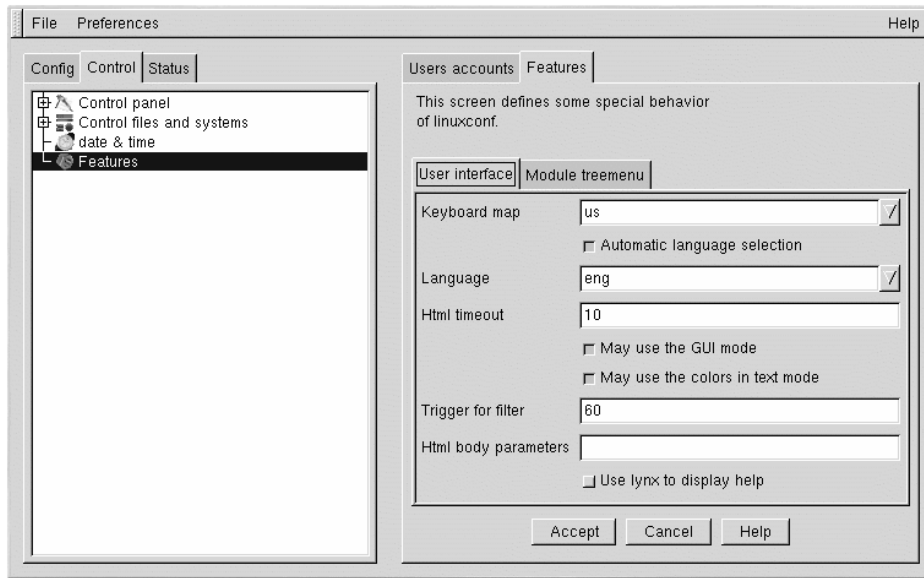 File Preferences Help
Config Control Status
Control panel
Control files and systems
date & time
Features
Users accounts Features
This screen defines some special behavior
of linuxconf.
User interface Module treemenu
Keyboard map us
Automatic language selection
Language eng
Html timeout 10
May use the GUI mode
May use the colors in text mode
Trigger for filter 60
Html body parameters
Use lynx to display help
Accept Cancel Help